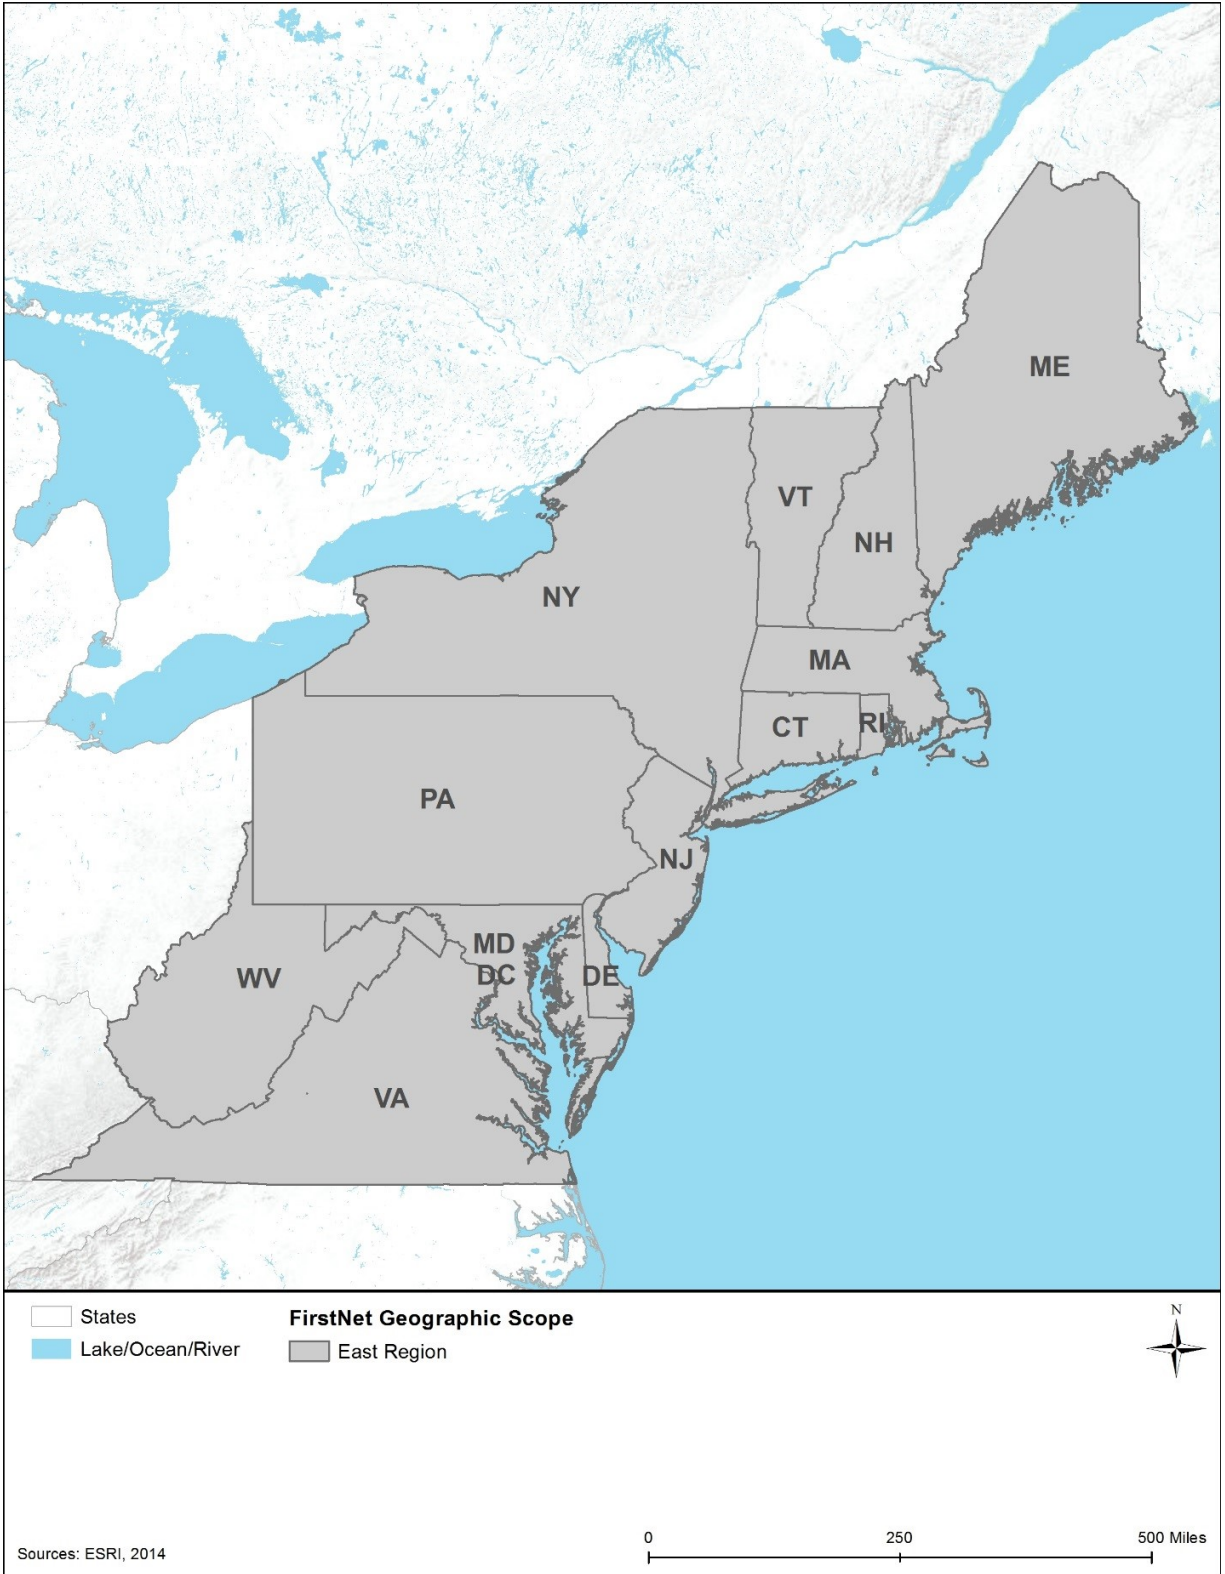 ME
VT
NH
NY
MA
CT
RI
PA
NJ
MD
DC
DE
WV
VA
States
Lake/Ocean/River
FirstNet Geographic Scope
East Region
N
Sources: ESRI, 2014
0 250 500 Miles